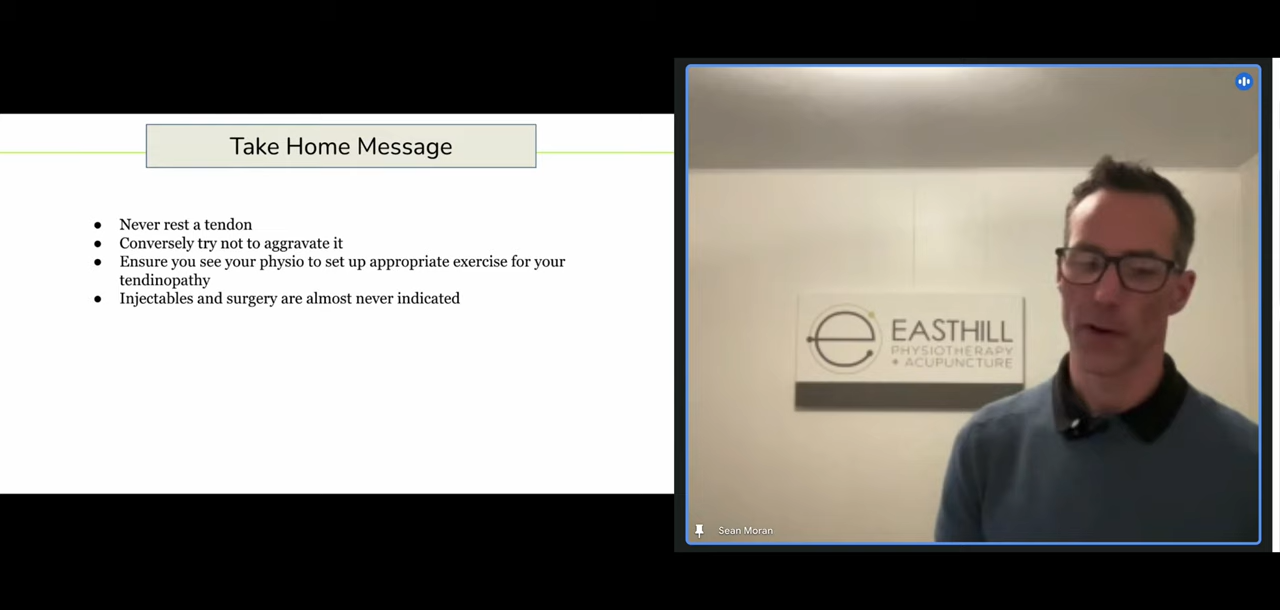 Take Home Message
● Never rest a tendon
● Conversely try not to aggravate it
● Ensure you see your physio to set up appropriate exercise for your
tendinopathy
● Injectables and surgery are almost never indicated
e EASTHILL
PHYSIOTHERAPY
+ ACUPUNCTURE
Sean Moran